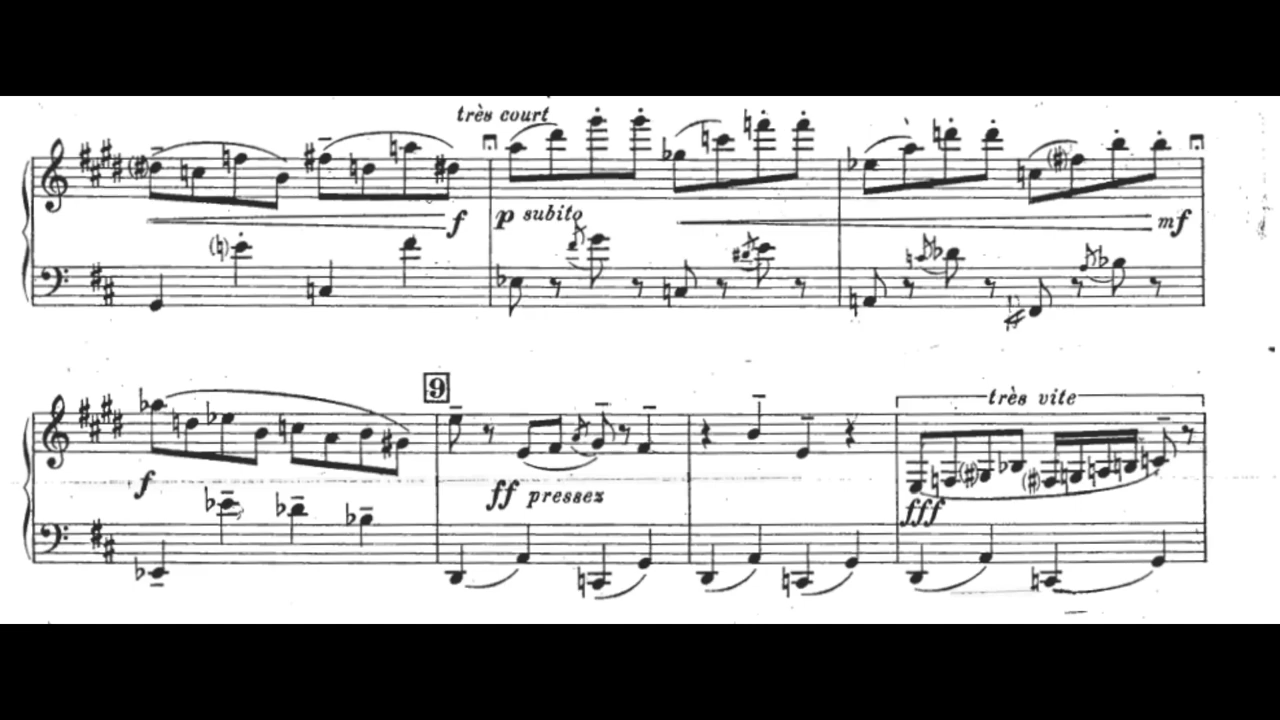 très court
f
p subito
mf
9
très vite
f
ff pressez
fff